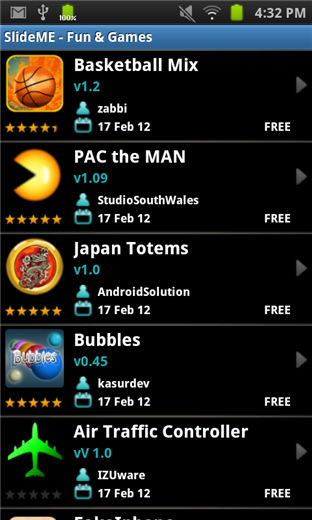 100%
4:32 PM
SlideME - Fun & Games
Basketball Mix
v1.2
zabbi
17 Feb 12
FREE
PAC the MAN
v1.09
StudioSouthWales
17 Feb 12
FREE
Japan Totems
v1.0
AndroidSolution
17 Feb 12
FREE
Bubbles
Bubbles
v0.45
kasurdev
17 Feb 12
FREE
Air Traffic Controller
vV 1.0
IZUware
17 Feb 12
FREE